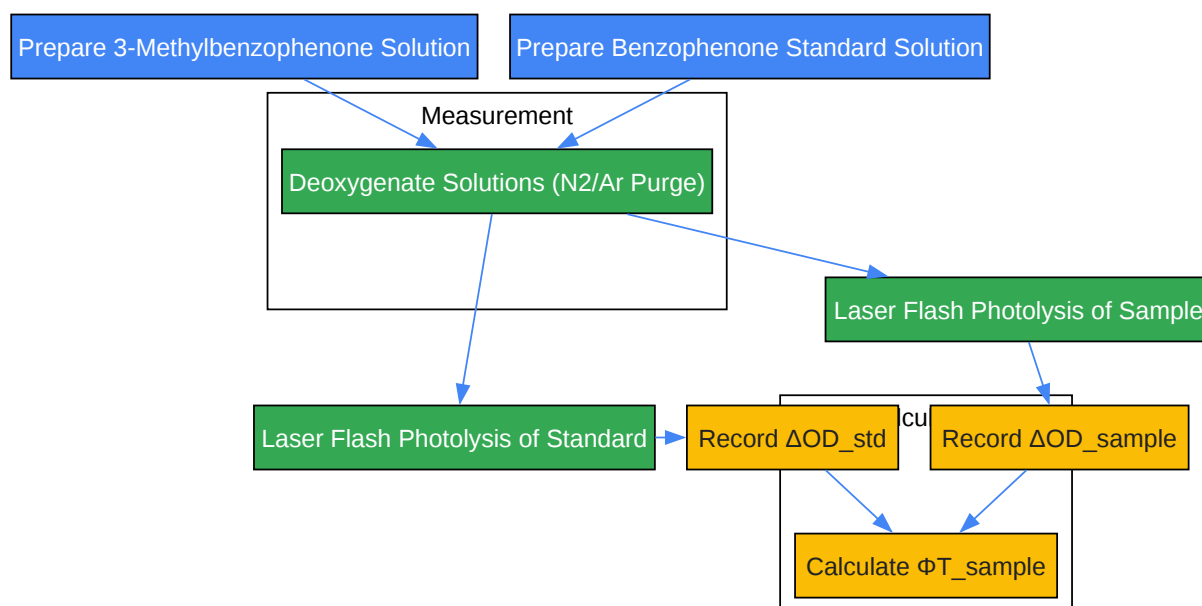 Prepare 3-Methylbenzophenone Solution
Prepare Benzophenone Standard Solution
Measurement
Deoxygenate Solutions (N2/Ar Purge)
Laser Flash Photolysis of Sample
Laser Flash Photolysis of Standard
Record ΔOD_std
Record ΔOD_sample
Calculate ΦT_sample